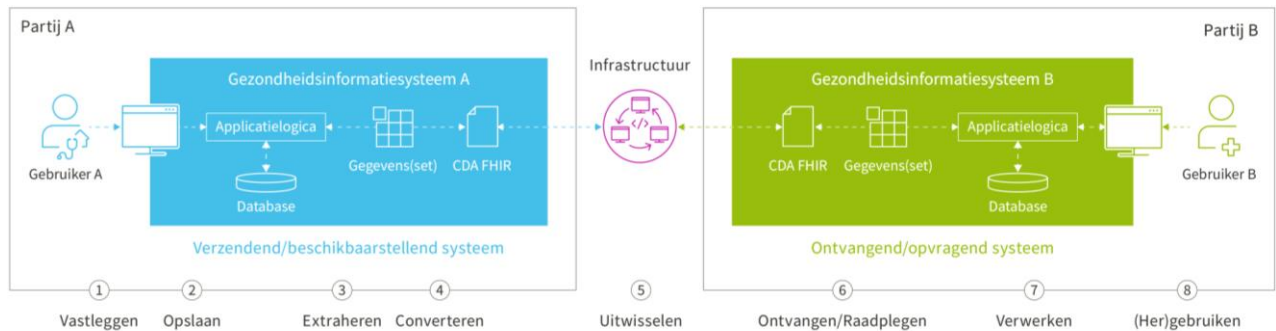 Partij A
Partij B
Gezondheidsinformatiesysteem A
Infrastructuur
Gezondheidsinformatiesysteem B
</>
Applicatielogica
Applicatielogica
Gegevens(set)
CDA FHIR
CDA FHIR
Gegevens(set)
Gebruiker A
Gebruiker B
Database
Database
Verzendend/beschikbaarstellend systeem
Ontvangend/opvragend systeem
1
2
3
4
5
6
7
8
Vastleggen
Opslaan
Extraheren
Converteren
Uitwisselen
Ontvangen/Raadplegen
Verwerken
(Her)gebruiken